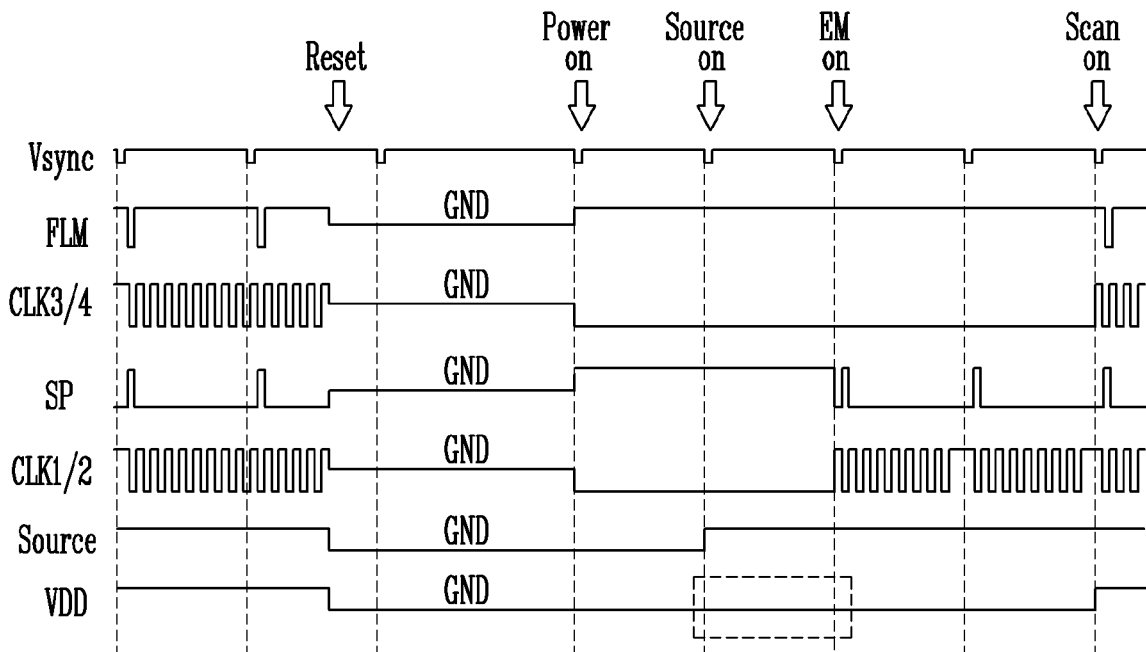 Reset
Power
on
Source
on
EM
on
Scan
on
Vsync
FLM
GND
CLK3/4
GND
SP
GND
CLK1/2
GND
Source
GND
VDD
GND